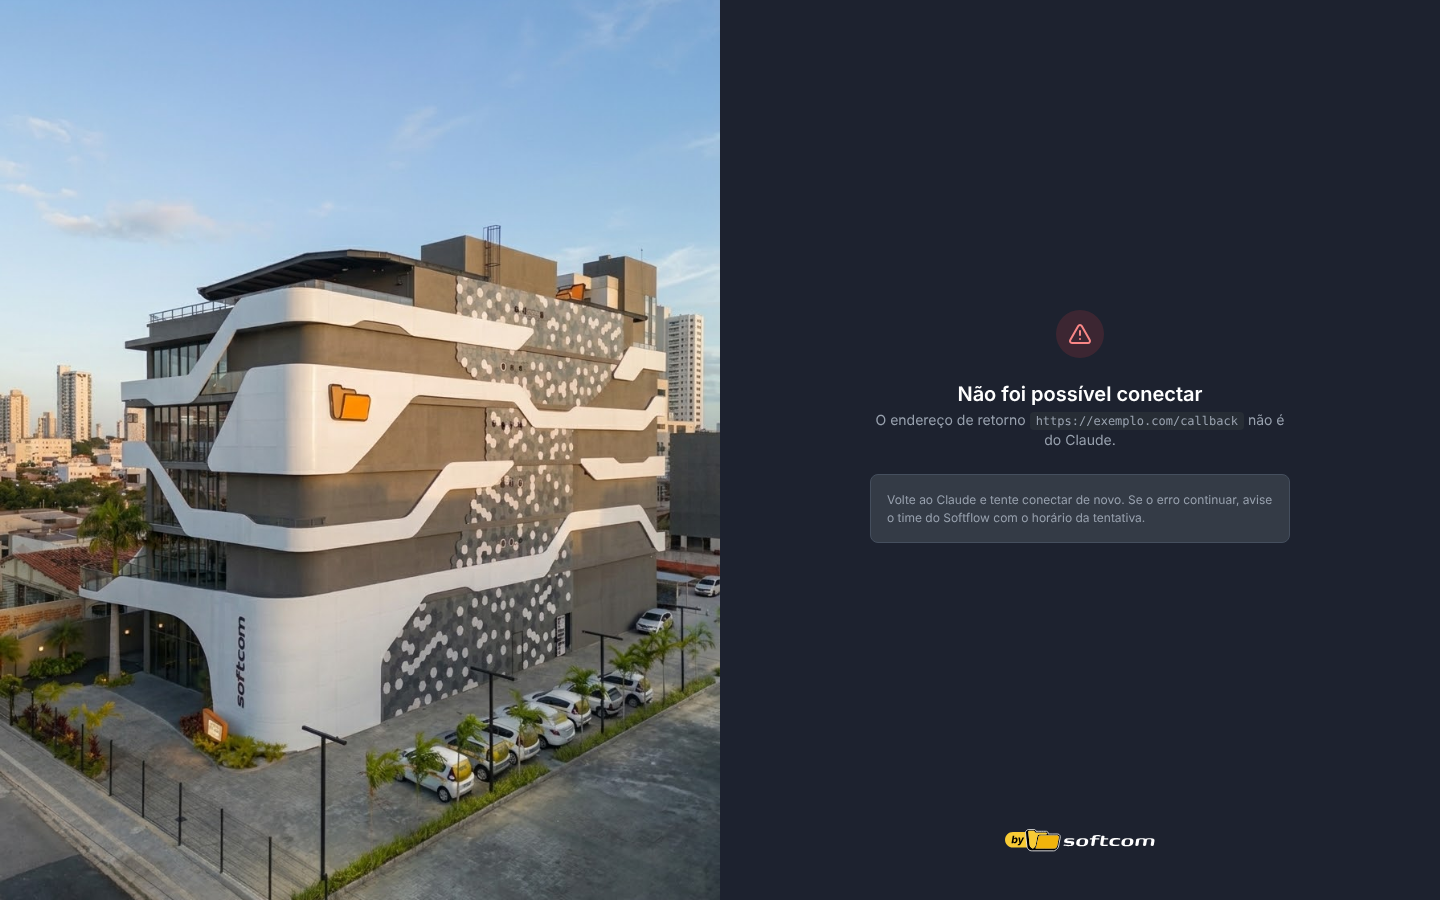 softcom
Não foi possível conectar
O endereço de retorno https://exemplo.com/callback não é
do Claude.
Volte ao Claude e tente conectar de novo. Se o erro continuar, avise
o time do Softflow com o horário da tentativa.
by softcom